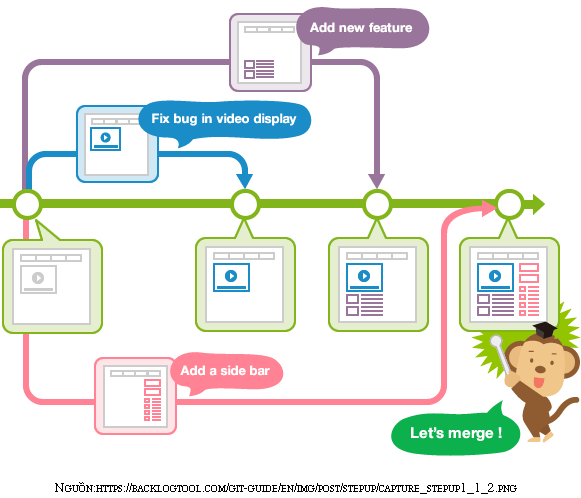 Add new feature
Fix bug in video display
Add a side bar
Let's merge !
Nguồn:https://backlogtool.com/git-guide/en/img/post/stepup/capture_stepup1_1_2.png